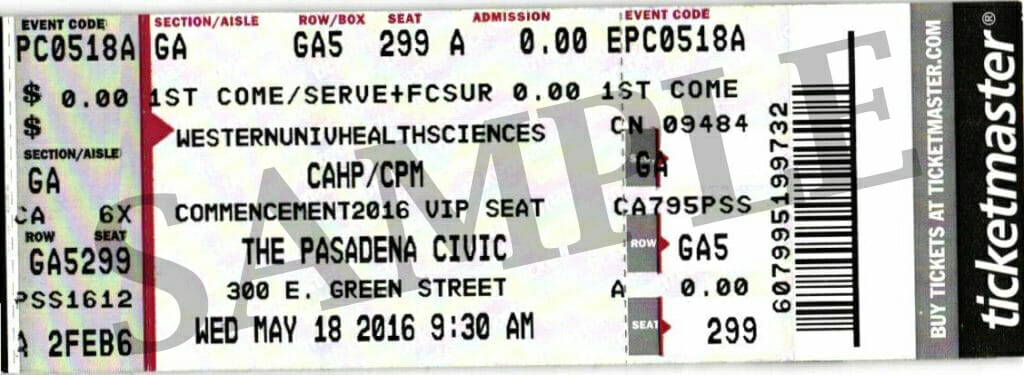 EVENT CODE
PC0518A
$ 0.00
$
SECTION/AISLE
GA
CA 6X
ROW SEAT
GA5299
PSS1612
A 2FEB6
SECTION/AISLE ROW/BOX SEAT ADMISSION
GA GA5 299 A 0.00
1ST COME/SERVE+FCSUR 0.00
WESTERNUNIVHEALTHSCIENCES
CAHP/CPM
COMMENCEMENT2016 VIP SEAT
THE PASADENA CIVIC
300 E. GREEN STREET
WED MAY 18 2016 9:30 AM
SAMPLE
EVENT CODE
EPC0518A
1ST COME
CN 09484
GA
CA795PSS
ROW GA5
A 0.00
SEAT 299
607995199732
BUY TICKETS AT TICKETMASTER.COM
ticketmaster®